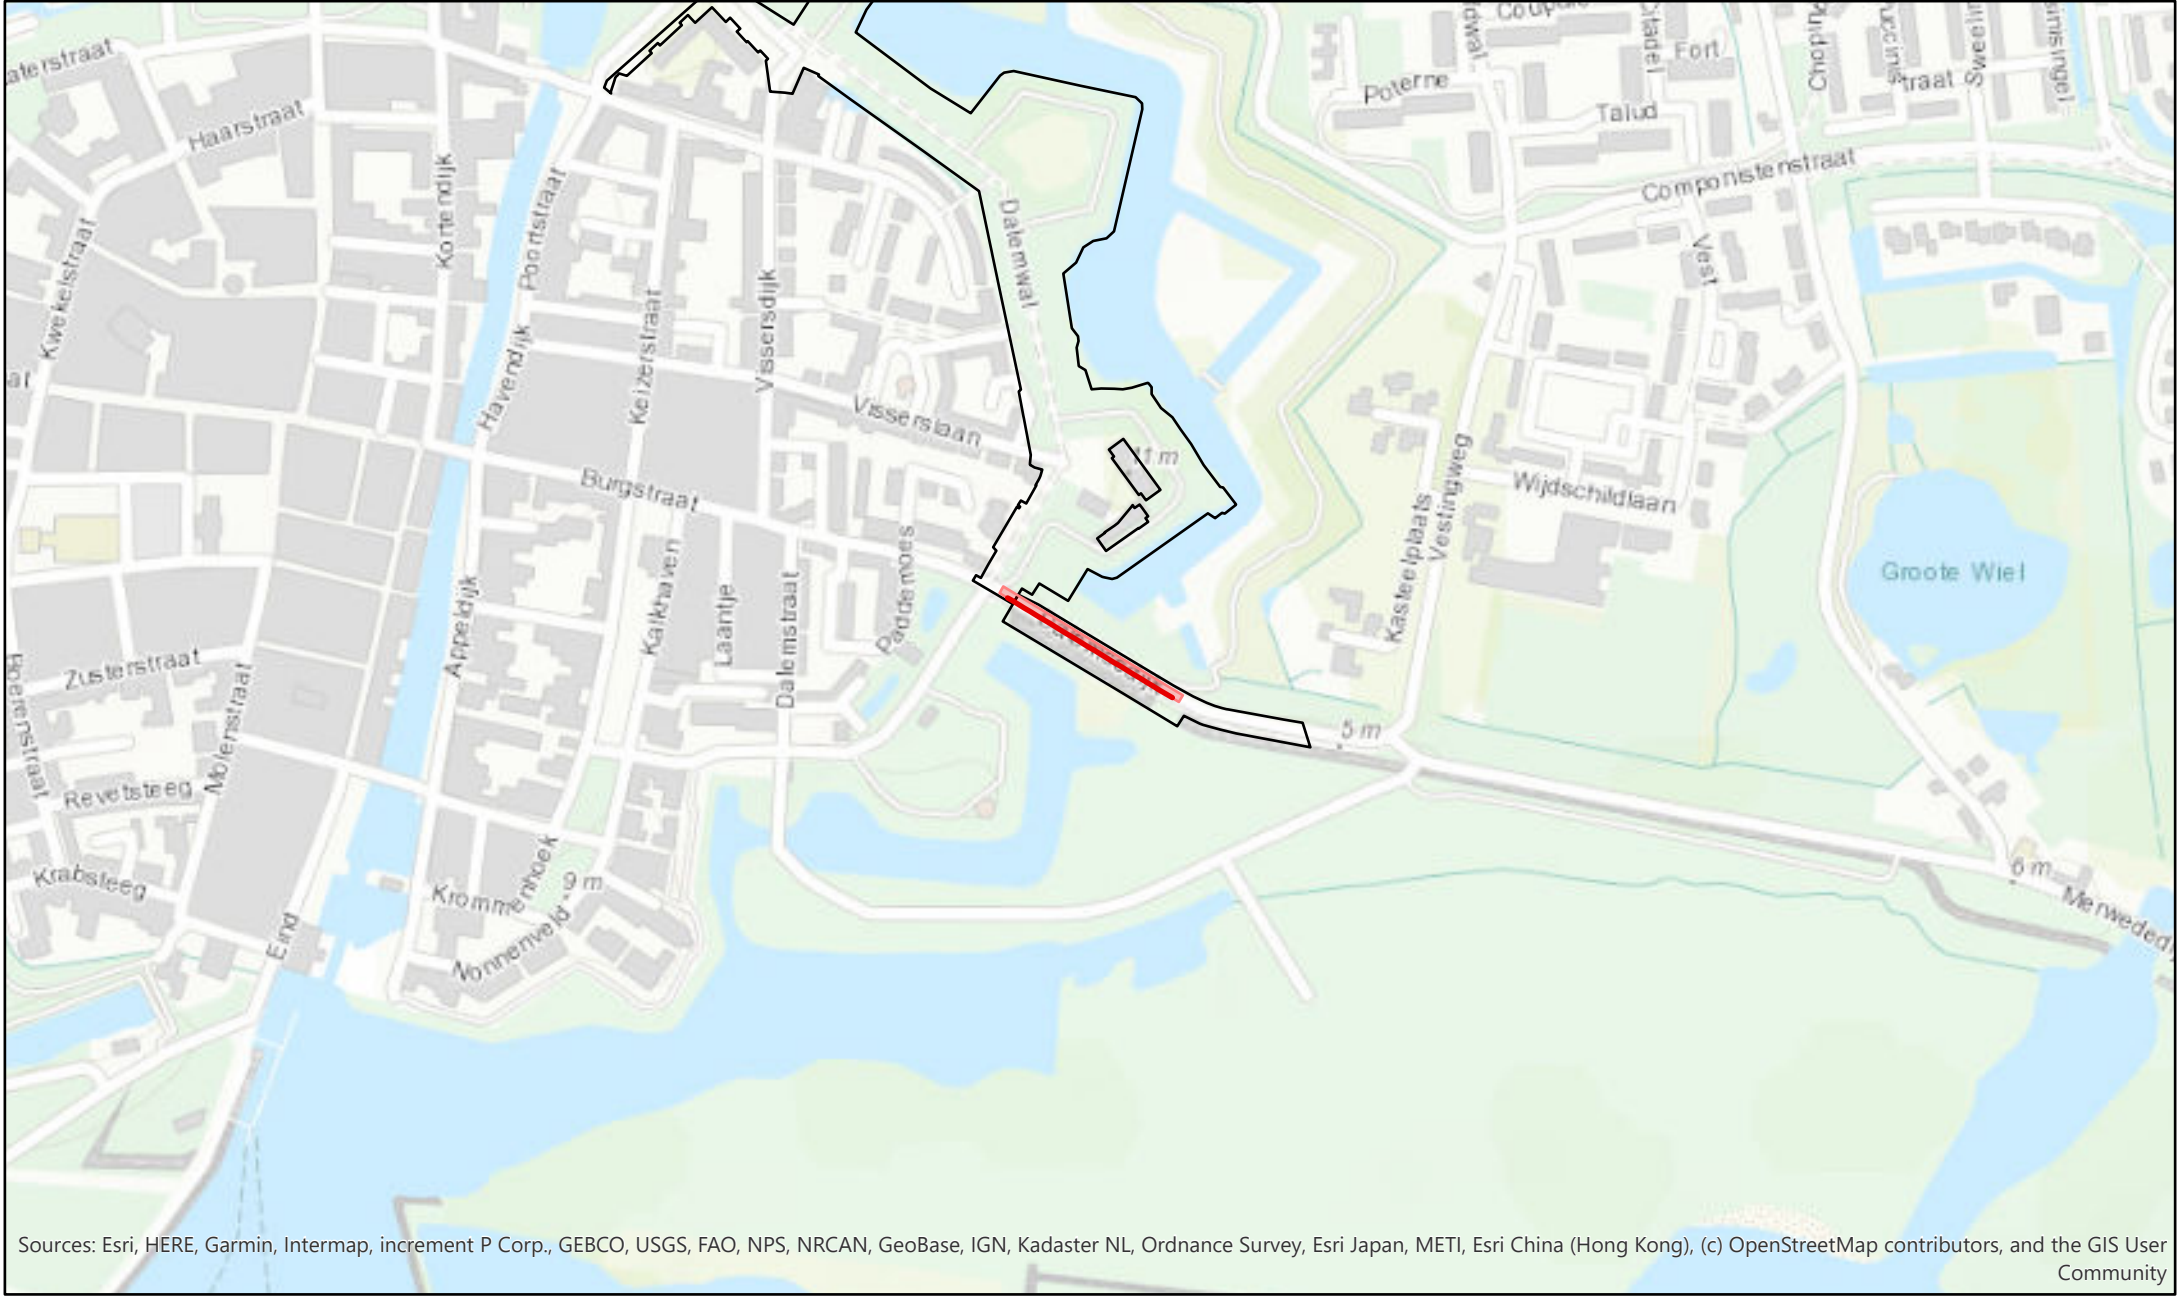 Coupure
Fort
Poterne
Talud
Componistenstraat
Vest
Haarstraat
Kortendijk
Poortstraat
Kwekelstraat
Havendijk
Keizerstraat
Vissersdijk
Dalemwal
Visserslaan
11 m
Burgstraat
Vestingweg
Kasteelplaats
Wijdschildlaan
Groote Wiel
Appeldijk
Kalkhaven
Laantje
Dalemstraat
Paddemoes
Zusterstraat
Molenstraat
Revetsteeg
5 m
Krabsteeg
Krommenhoek
9 m
Nonnenveld
Eind
6 m
Merwededij
Sources: Esri, HERE, Garmin, Intermap, increment P Corp., GEBCO, USGS, FAO, NPS, NRCAN, GeoBase, IGN, Kadaster NL, Ordnance Survey, Esri Japan, METI, Esri China (Hong Kong), (c) OpenStreetMap contributors, and the GIS User
Community